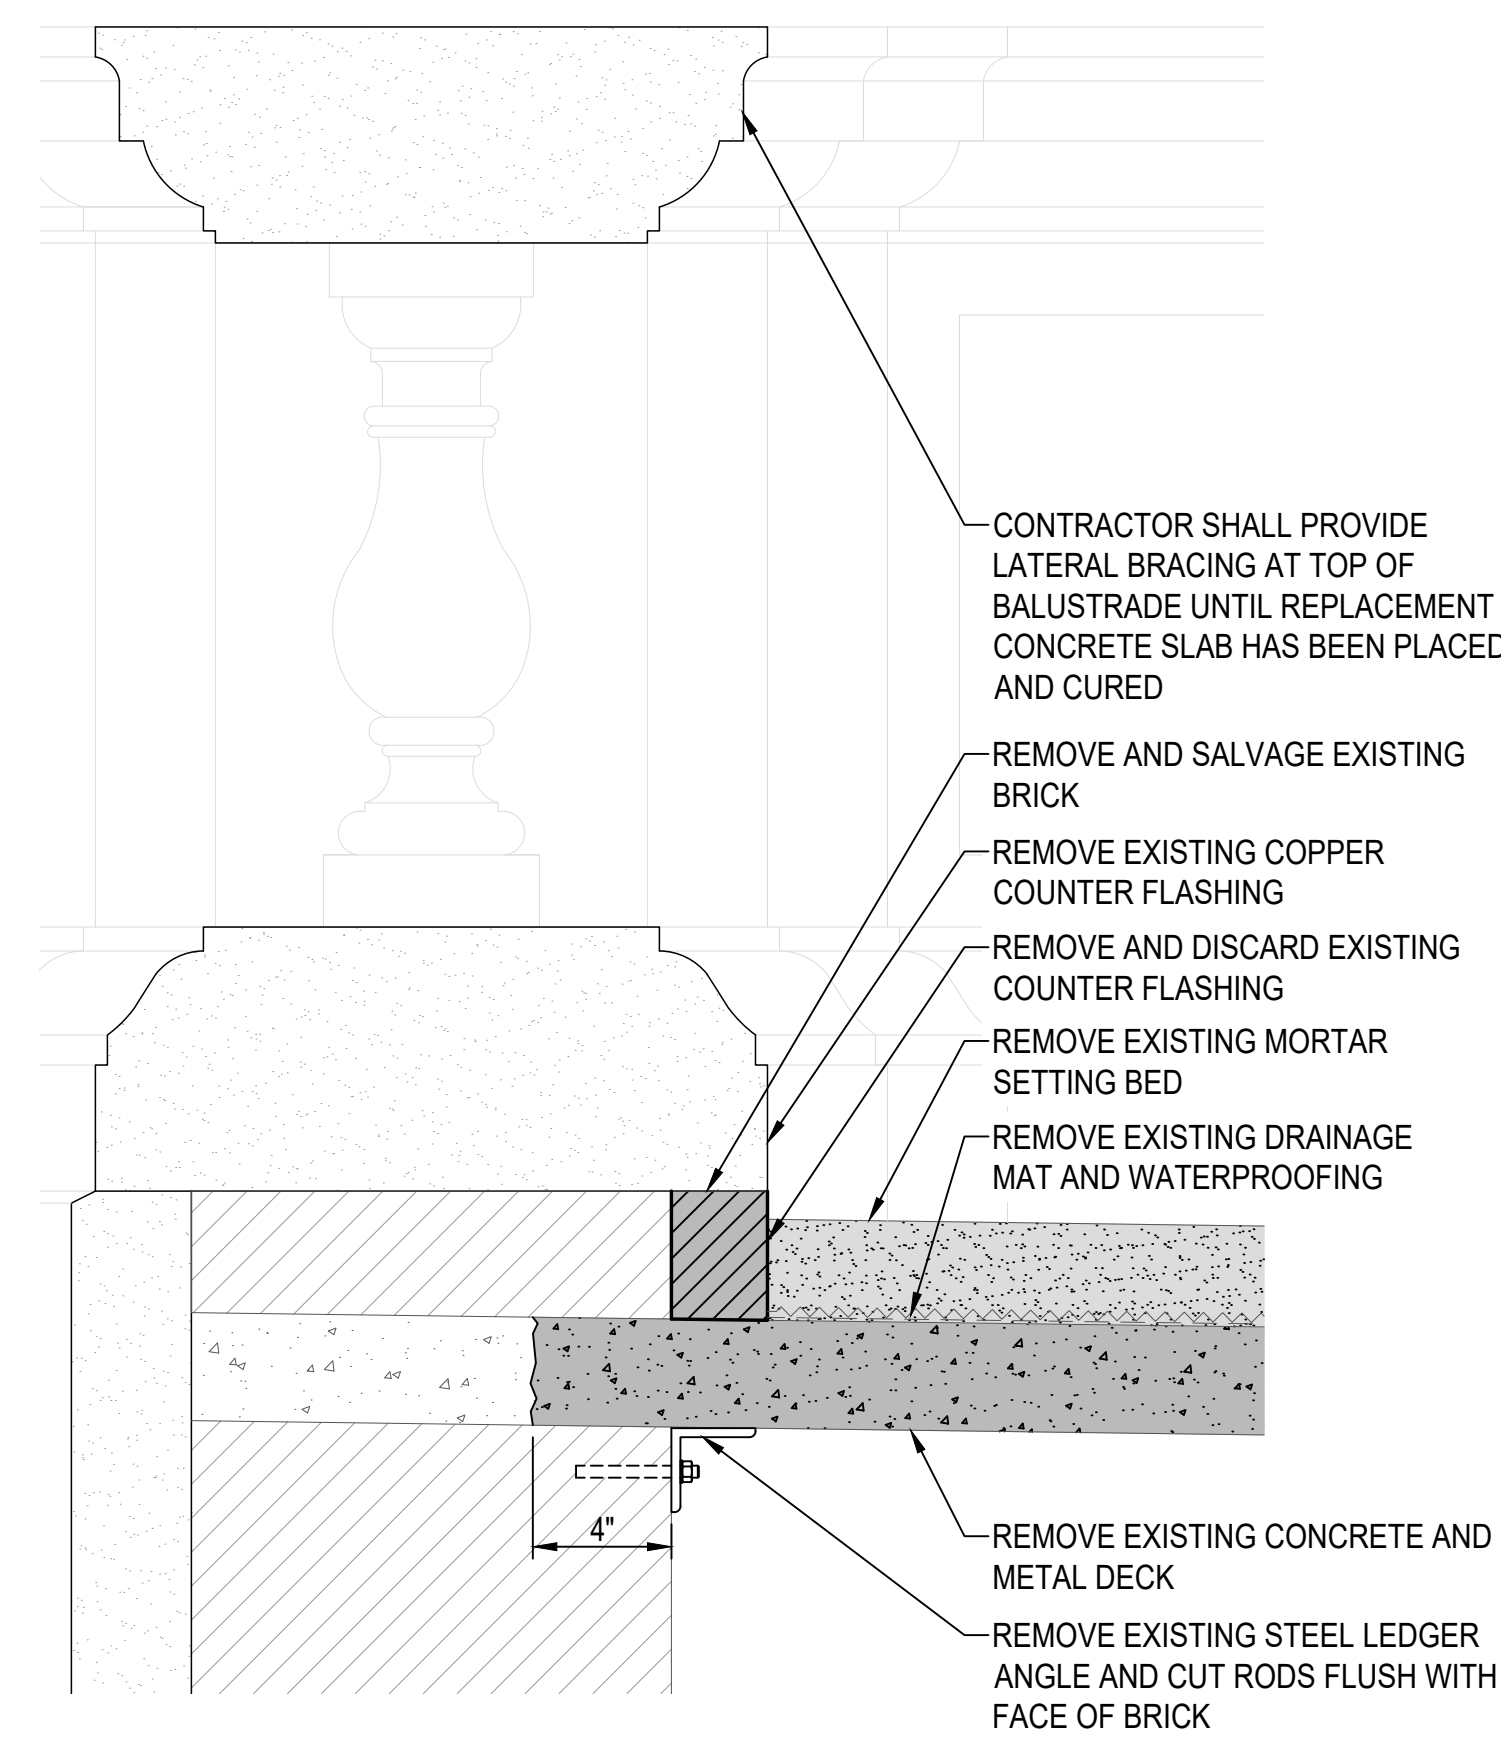 CONTRACTOR SHALL PROVIDE
LATERAL BRACING AT TOP OF
BALUSTRADE UNTIL REPLACEMENT
CONCRETE SLAB HAS BEEN PLACED
AND CURED
REMOVE AND SALVAGE EXISTING
BRICK
REMOVE EXISTING COPPER
COUNTER FLASHING
REMOVE AND DISCARD EXISTING
COUNTER FLASHING
REMOVE EXISTING MORTAR
SETTING BED
REMOVE EXISTING DRAINAGE
MAT AND WATERPROOFING
4"
REMOVE EXISTING CONCRETE AND
METAL DECK
REMOVE EXISTING STEEL LEDGER
ANGLE AND CUT RODS FLUSH WITH
FACE OF BRICK